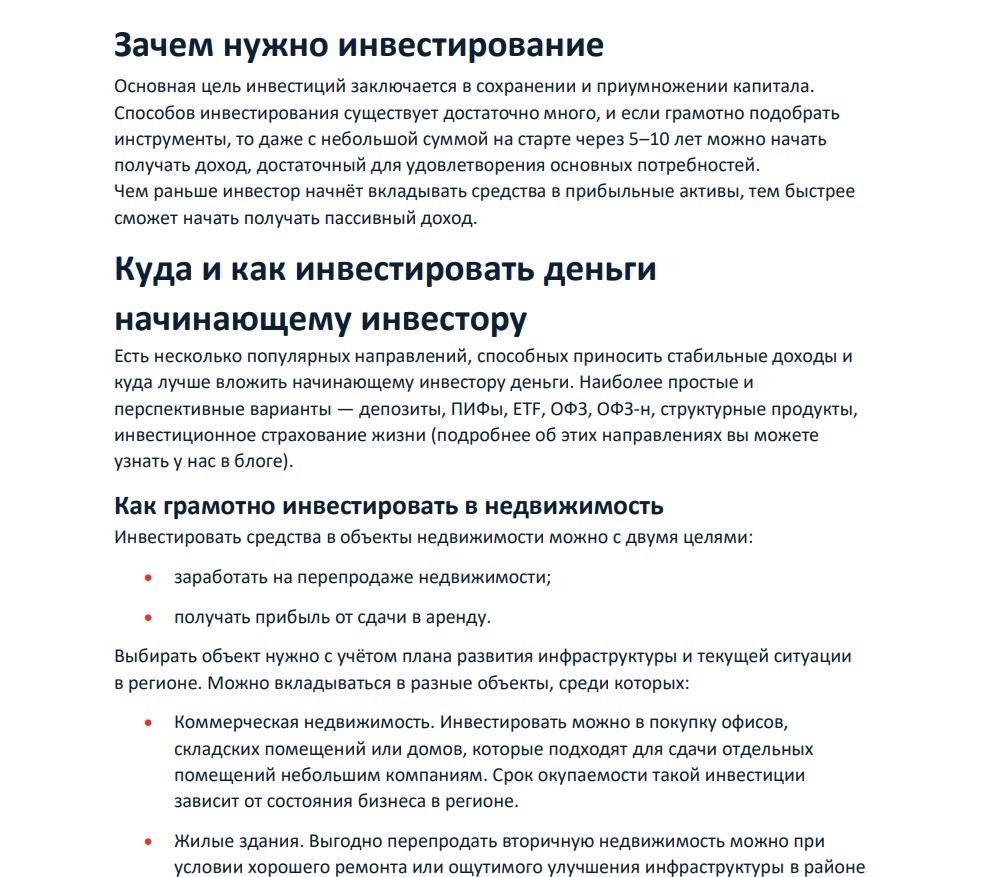 Зачем нужно инвестирование
Основная цель инвестиций заключается в сохранении и приумножении капитала.
Способов инвестирования существует достаточно много, и если грамотно подобрать
инструменты, то даже с небольшой суммой на старте через 5–10 лет можно начать
получать доход, достаточный для удовлетворения основных потребностей.
Чем раньше инвестор начнёт вкладывать средства в прибыльные активы, тем быстрее
сможет начать получать пассивный доход.
Куда и как инвестировать деньги
начинающему инвестору
Есть несколько популярных направлений, способных приносить стабильные доходы и
куда лучше вложить начинающему инвестору деньги. Наиболее простые и
перспективные варианты — депозиты, ПИФы, ETF, ОФЗ, ОФЗ-н, структурные продукты,
инвестиционное страхование жизни (подробнее об этих направлениях вы можете
узнать у нас в блоге).
Как грамотно инвестировать в недвижимость
Инвестировать средства в объекты недвижимости можно с двумя целями:
• заработать на перепродаже недвижимости;
• получать прибыль от сдачи в аренду.
Выбирать объект нужно с учётом плана развития инфраструктуры и текущей ситуации
в регионе. Можно вкладываться в разные объекты, среди которых:
• Коммерческая недвижимость. Инвестировать можно в покупку офисов,
складских помещений или домов, которые подходят для сдачи отдельных
помещений небольшим компаниям. Срок окупаемости такой инвестиции
зависит от состояния бизнеса в регионе.
• Жилые здания. Выгодно перепродать вторичную недвижимость можно при
условии хорошего ремонта или ощутимого улучшения инфраструктуры в районе